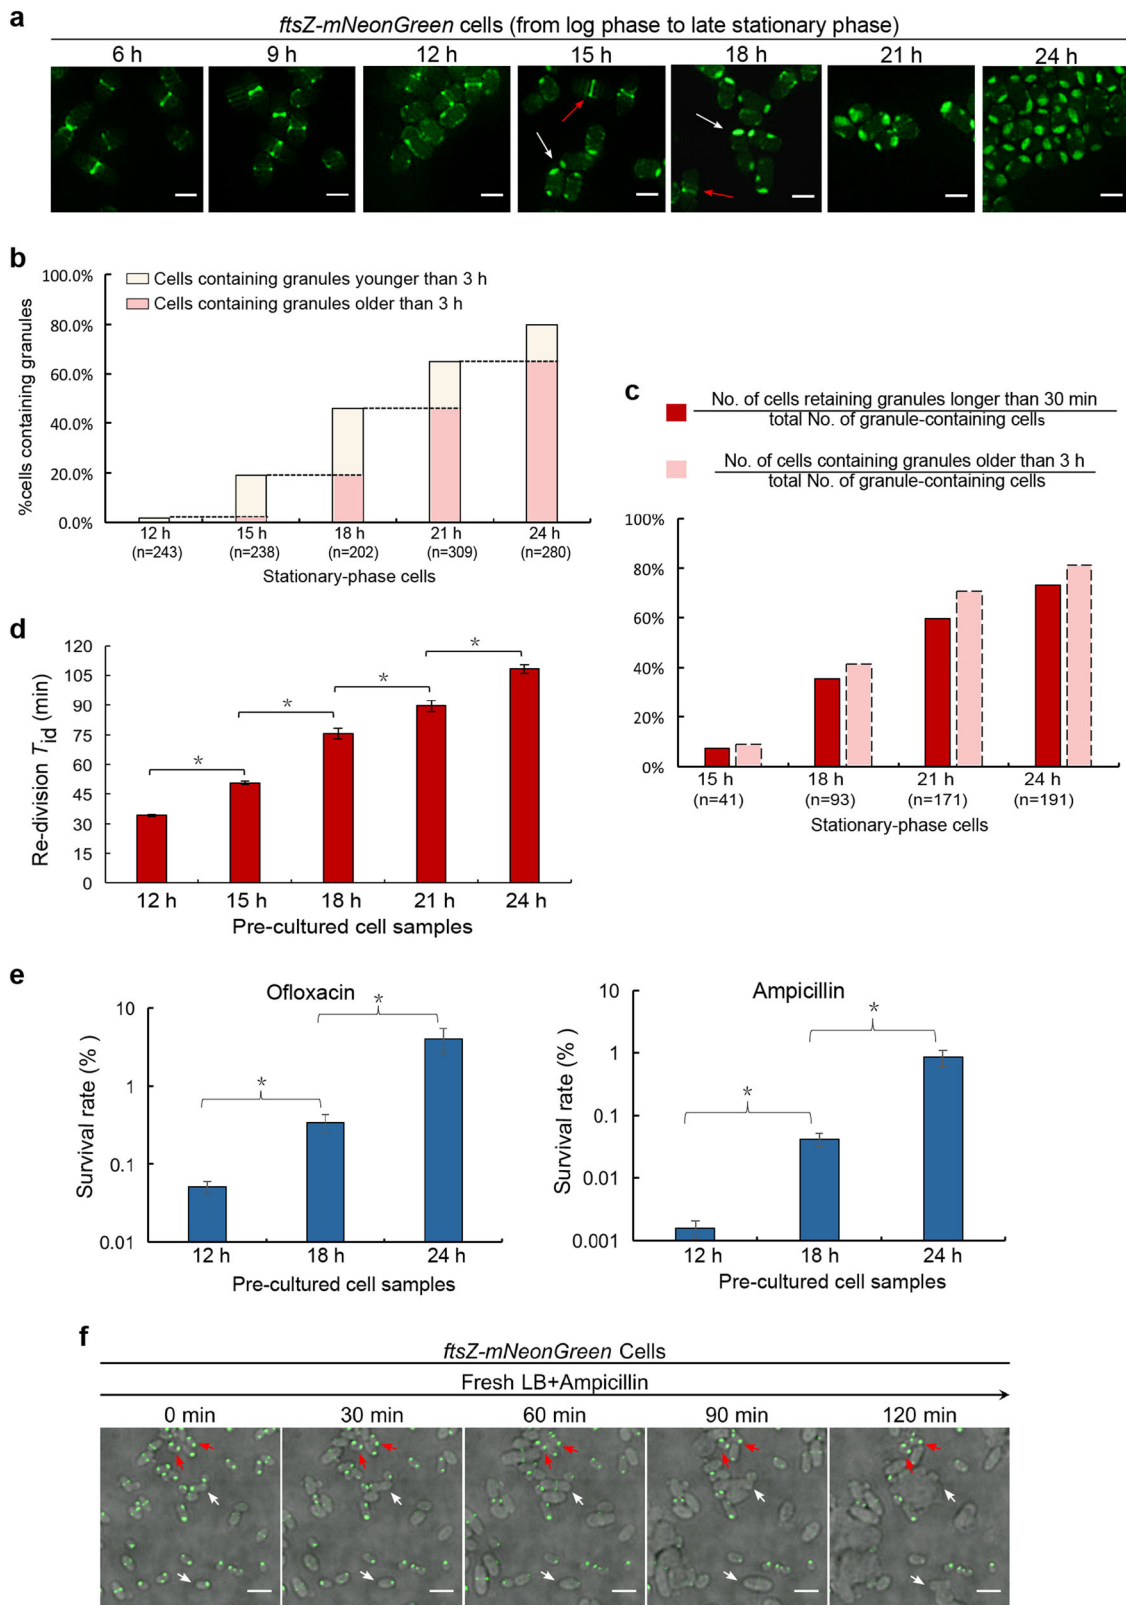 a
ftsZ-mNeonGreen cells (from log phase to late stationary phase)
6 h 9 h 12 h 15 h 18 h 21 h 24 h
b
%cells containing granules
100.0%
80.0%
60.0%
40.0%
20.0%
0.0%
Cells containing granules younger than 3 h
Cells containing granules older than 3 h
12 h 15 h 18 h 21 h 24 h
(n=243) (n=238) (n=202) (n=309) (n=280)
Stationary-phase cells
c
No. of cells retaining granules longer than 30 min
total No. of granule-containing cells
No. of cells containing granules older than 3 h
total No. of granule-containing cells
100%
80%
60%
40%
20%
0%
15 h 18 h 21 h 24 h
(n=41) (n=93) (n=171) (n=191)
Stationary-phase cells
d
Re-division Tid (min)
120
105
90
75
60
45
30
15
0
* * * *
12 h 15 h 18 h 21 h 24 h
Pre-cultured cell samples
e
Ofloxacin
Survival rate (% )
10
1
0.1
0.01
* *
12 h 18 h 24 h
Pre-cultured cell samples
Ampicillin
Survival rate (% )
10
1
0.1
0.01
0.001
* *
12 h 18 h 24 h
Pre-cultured cell samples
f
ftsZ-mNeonGreen Cells
Fresh LB+Ampicillin
0 min 30 min 60 min 90 min 120 min